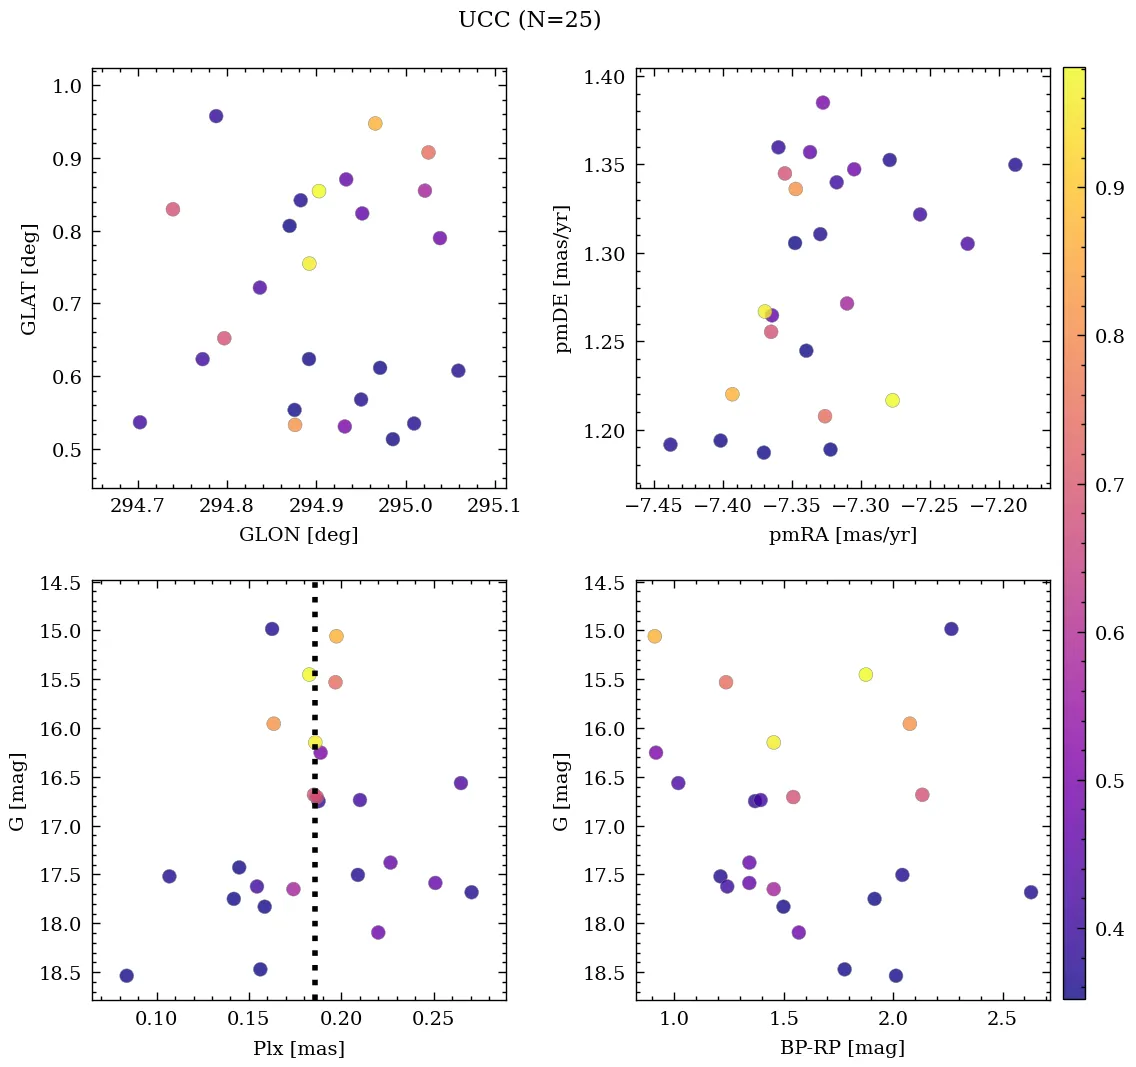 UCC (N=25)
1.0
0.9
0.8
0.7
0.6
0.5
GLAT [deg]
294.7 294.8 294.9 295.0 295.1
GLON [deg]
1.40
1.35
1.30
1.25
1.20
pmDE [mas/yr]
−7.45 −7.40 −7.35 −7.30 −7.25 −7.20
pmRA [mas/yr]
14.5
15.0
15.5
16.0
16.5
17.0
17.5
18.0
18.5
G [mag]
0.10 0.15 0.20 0.25
Plx [mas]
14.5
15.0
15.5
16.0
16.5
17.0
17.5
18.0
18.5
G [mag]
1.0 1.5 2.0 2.5
BP-RP [mag]
0.9
0.8
0.7
0.6
0.5
0.4